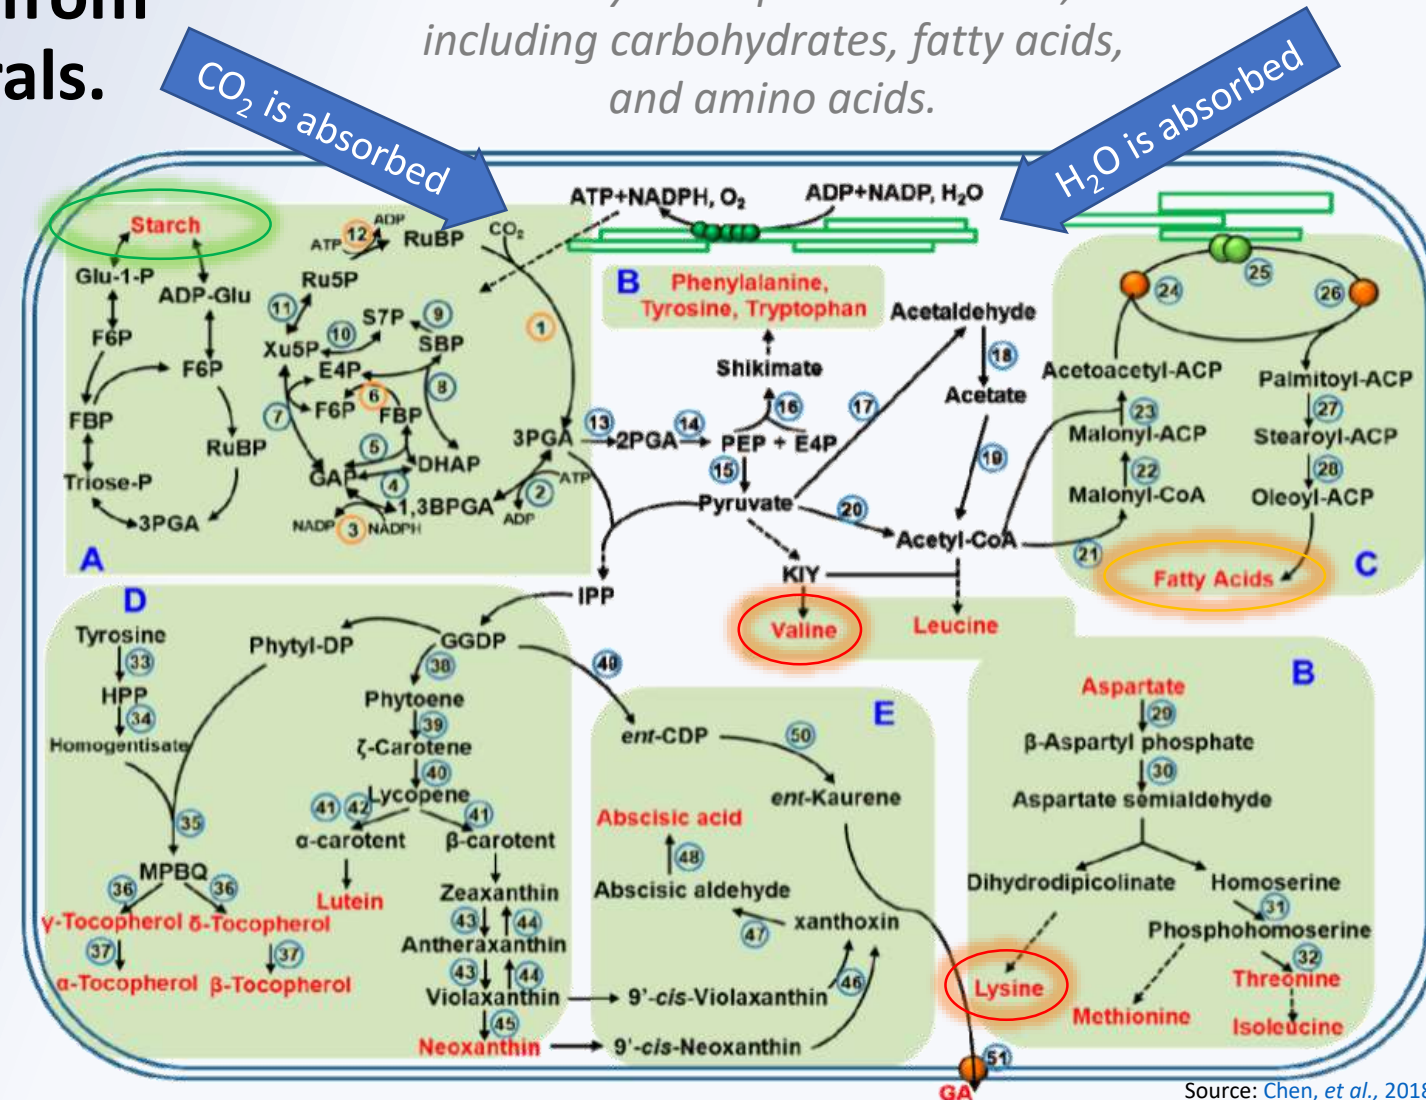 from
rals.
including carbohydrates, fatty acids,
and amino acids.
CO2 is absorbed
H2O is absorbed
ATP+NADPH, O2
ADP+NADP, H2O
Starch
Glu-1-P
ADP-Glu
F6P
F6P
FBP
RuBP
Triose-P
3PGA
A
ATP
12
ADP
RuBP
CO2
Ru5P
11
S7P
9
10
Xu5P
SBP
E4P
8
6
F6P
FBP
7
5
GAP
DHAP
4
1,3BPGA
NADP
3
NADPH
1
3PGA
2
ATP
ADP
13
2PGA
14
PEP + E4P
B
Phenylalanine,
Tyrosine, Tryptophan
Shikimate
16
15
Pyruvate
17
Acetaldehyde
18
Acetate
19
20
Acetyl-CoA
21
KIY
Valine
Leucine
IPP
24
25
26
Acetoacetyl-ACP
Palmitoyl-ACP
23
27
Malonyl-ACP
Stearoyl-ACP
22
28
Malonyl-CoA
Oleoyl-ACP
Fatty Acids
C
D
Tyrosine
33
HPP
34
Homogentisate
35
MPBQ
36
36
γ-Tocopherol
δ-Tocopherol
37
37
α-Tocopherol
β-Tocopherol
Phytyl-DP
GGDP
38
Phytoene
39
ζ-Carotene
40
Lycopene
41
42
41
α-carotent
β-carotent
Lutein
Zeaxanthin
43
44
Antheraxanthin
43
44
Violaxanthin
45
Neoxanthin
49
E
ent-CDP
50
ent-Kaurene
Abscisic acid
48
Abscisic aldehyde
xanthoxin
47
46
9'-cis-Violaxanthin
9'-cis-Neoxanthin
51
GA
B
Aspartate
29
β-Aspartyl phosphate
30
Aspartate semialdehyde
Dihydrodipicolinate
Homoserine
31
Phosphohomoserine
32
Lysine
Threonine
Methionine
Isoleucine
Source: Chen, et al., 2018